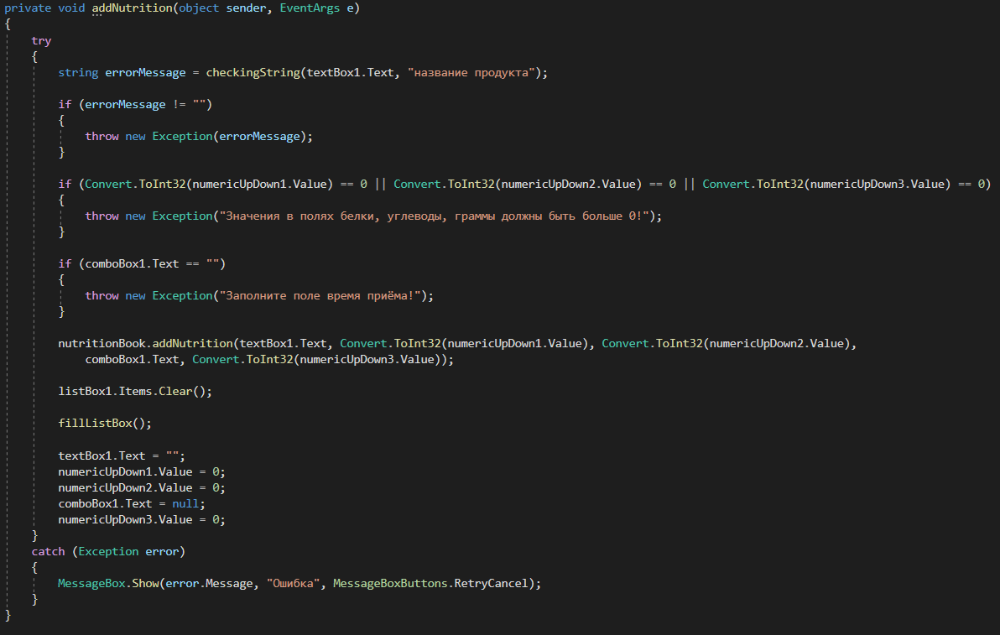 private void addNutrition(object sender, EventArgs e)
{
    try
    {
        string errorMessage = checkingString(textBox1.Text, "название продукта");

        if (errorMessage != "")
        {
            throw new Exception(errorMessage);
        }

        if (Convert.ToInt32(numericUpDown1.Value) == 0 || Convert.ToInt32(numericUpDown2.Value) == 0 || Convert.ToInt32(numericUpDown3.Value) == 0)
        {
            throw new Exception("Значения в полях белки, углеводы, граммы должны быть больше 0!");
        }

        if (comboBox1.Text == "")
        {
            throw new Exception("Заполните поле время приёма!");
        }

        nutritionBook.addNutrition(textBox1.Text, Convert.ToInt32(numericUpDown1.Value), Convert.ToInt32(numericUpDown2.Value),
            comboBox1.Text, Convert.ToInt32(numericUpDown3.Value));

        listBox1.Items.Clear();

        fillListBox();

        textBox1.Text = "";
        numericUpDown1.Value = 0;
        numericUpDown2.Value = 0;
        comboBox1.Text = null;
        numericUpDown3.Value = 0;
    }
    catch (Exception error)
    {
        MessageBox.Show(error.Message, "Ошибка", MessageBoxButtons.RetryCancel);
    }
}